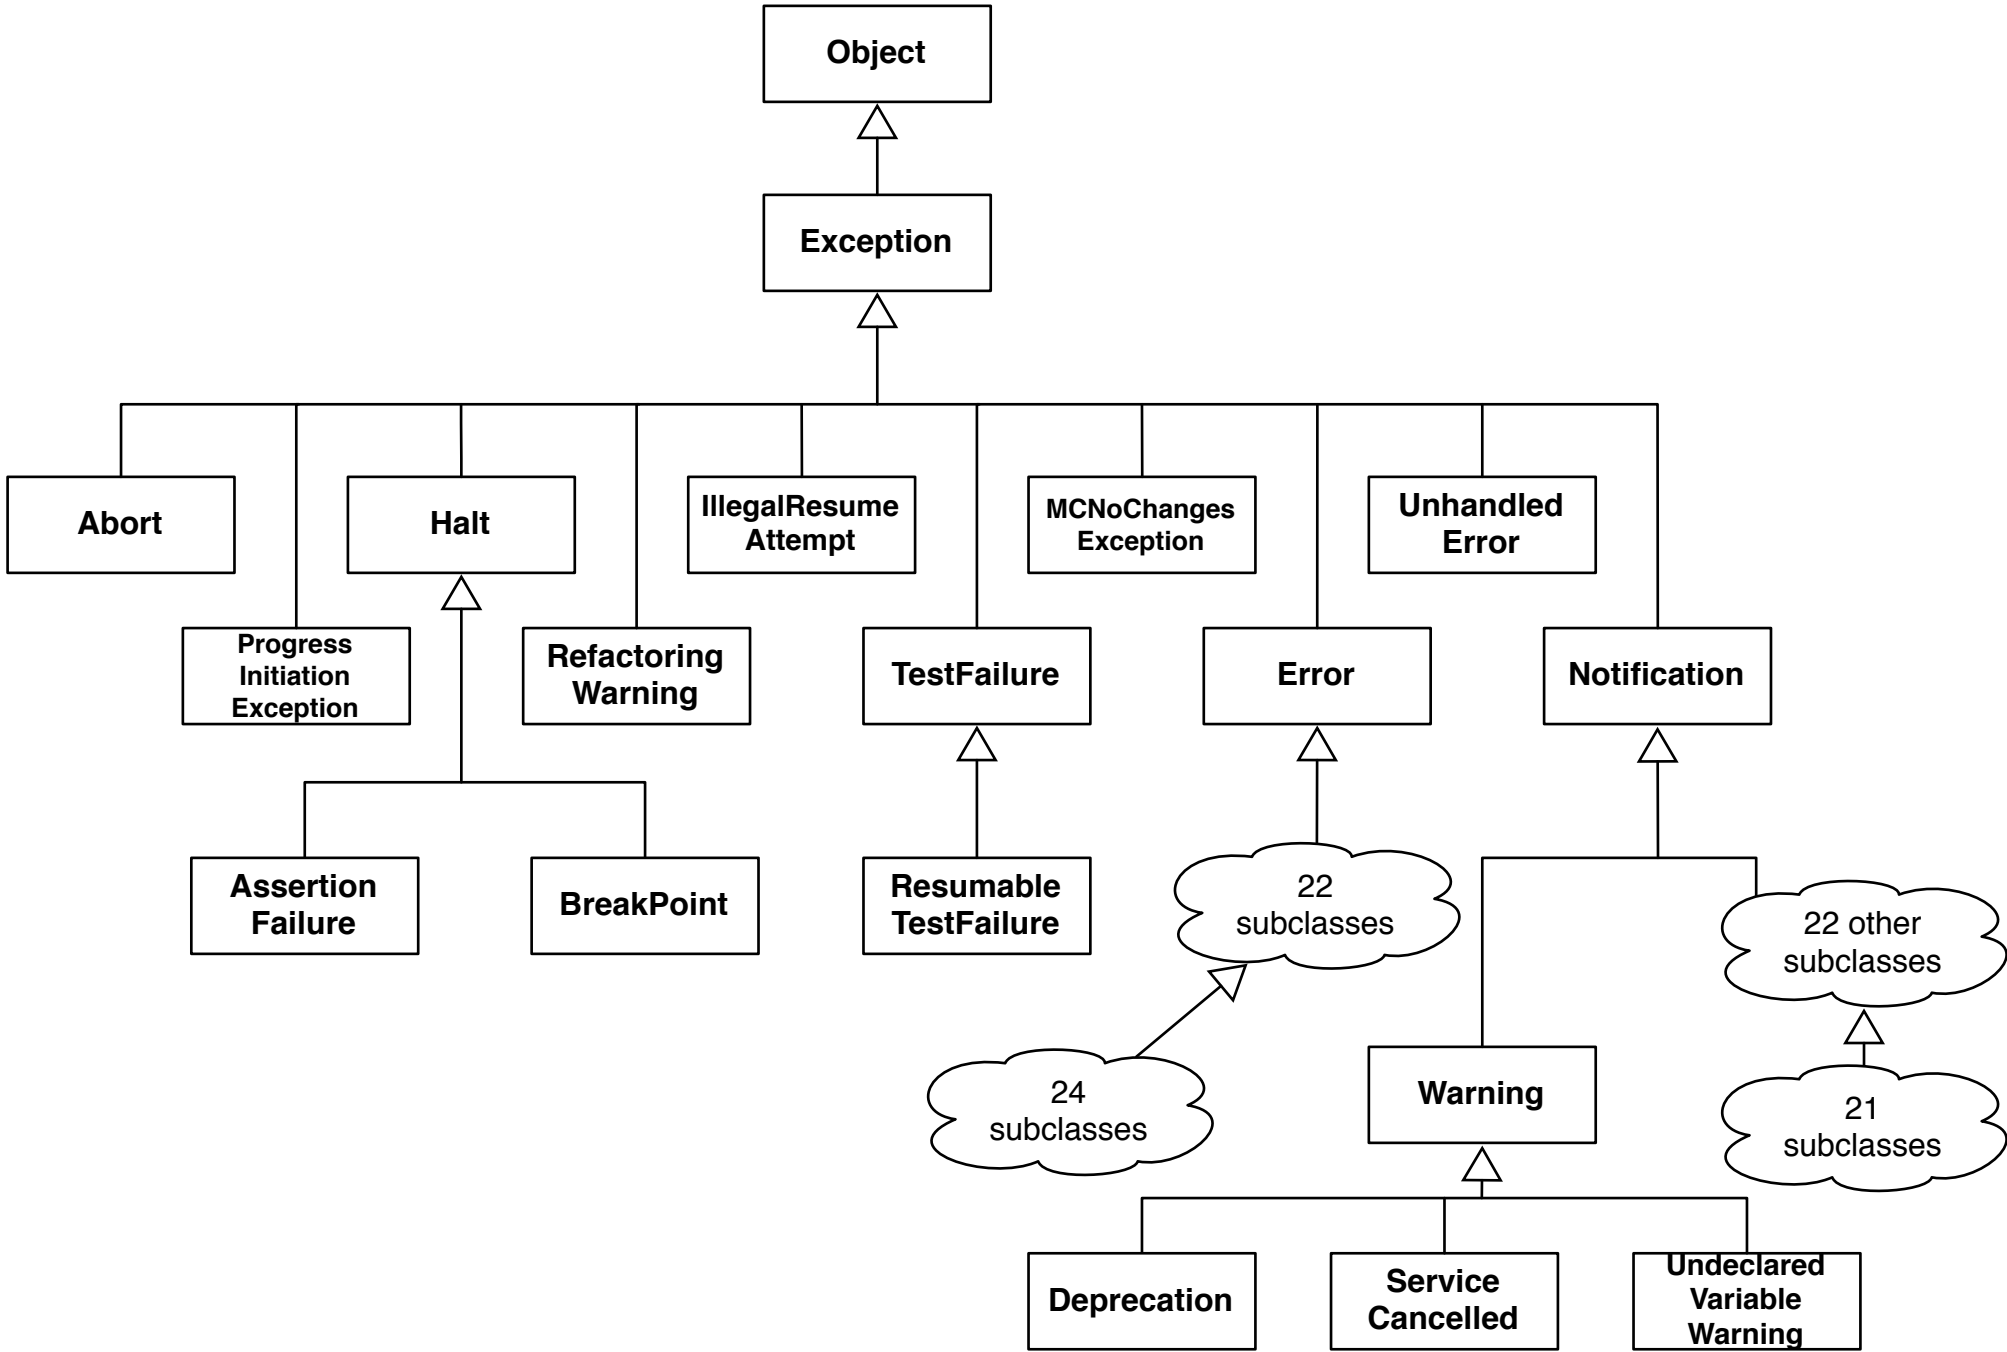 Object
Exception
Abort
Halt
IllegalResume
Attempt
MCNoChanges
Exception
Unhandled
Error
Progress
Initiation
Exception
Refactoring
Warning
TestFailure
Error
Notification
Assertion
Failure
BreakPoint
Resumable
TestFailure
22
subclasses
22 other
subclasses
24
subclasses
Warning
21
subclasses
Deprecation
Service
Cancelled
Undeclared
Variable
Warning